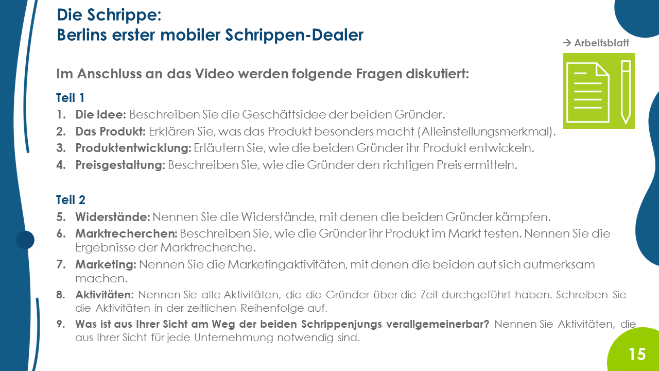 Die Schrippe:
Berlins erster mobiler Schrippen-Dealer
→ Arbeitsblatt
Im Anschluss an das Video werden folgende Fragen diskutiert:
Teil 1
1. Die Idee: Beschreiben Sie die Geschäftsidee der beiden Gründer.
2. Das Produkt: Erklären Sie, was das Produkt besonders macht (Alleinstellungsmerkmal).
3. Produktentwicklung: Erläutern Sie, wie die beiden Gründer ihr Produkt entwickeln.
4. Preisgestaltung: Beschreiben Sie, wie die Gründer den richtigen Preis ermitteln.
Teil 2
5. Widerstände: Nennen Sie die Widerstände, mit denen die beiden Gründer kämpfen.
6. Marktrecherchen: Beschreiben Sie, wie die Gründer ihr Produkt im Markt testen. Nennen Sie die
Ergebnisse der Marktrecherche.
7. Marketing: Nennen Sie die Marketingaktivitäten, mit denen die beiden auf sich aufmerksam
machen.
8. Aktivitäten: Nennen Sie alle Aktivitäten, die die Gründer über die Zeit durchgeführt haben. Schreiben Sie
die Aktivitäten in der zeitlichen Reihenfolge auf.
9. Was ist aus Ihrer Sicht am Weg der beiden Schrippenjungs verallgemeinerbar? Nennen Sie Aktivitäten, die
aus Ihrer Sicht für jede Unternehmung notwendig sind.
15